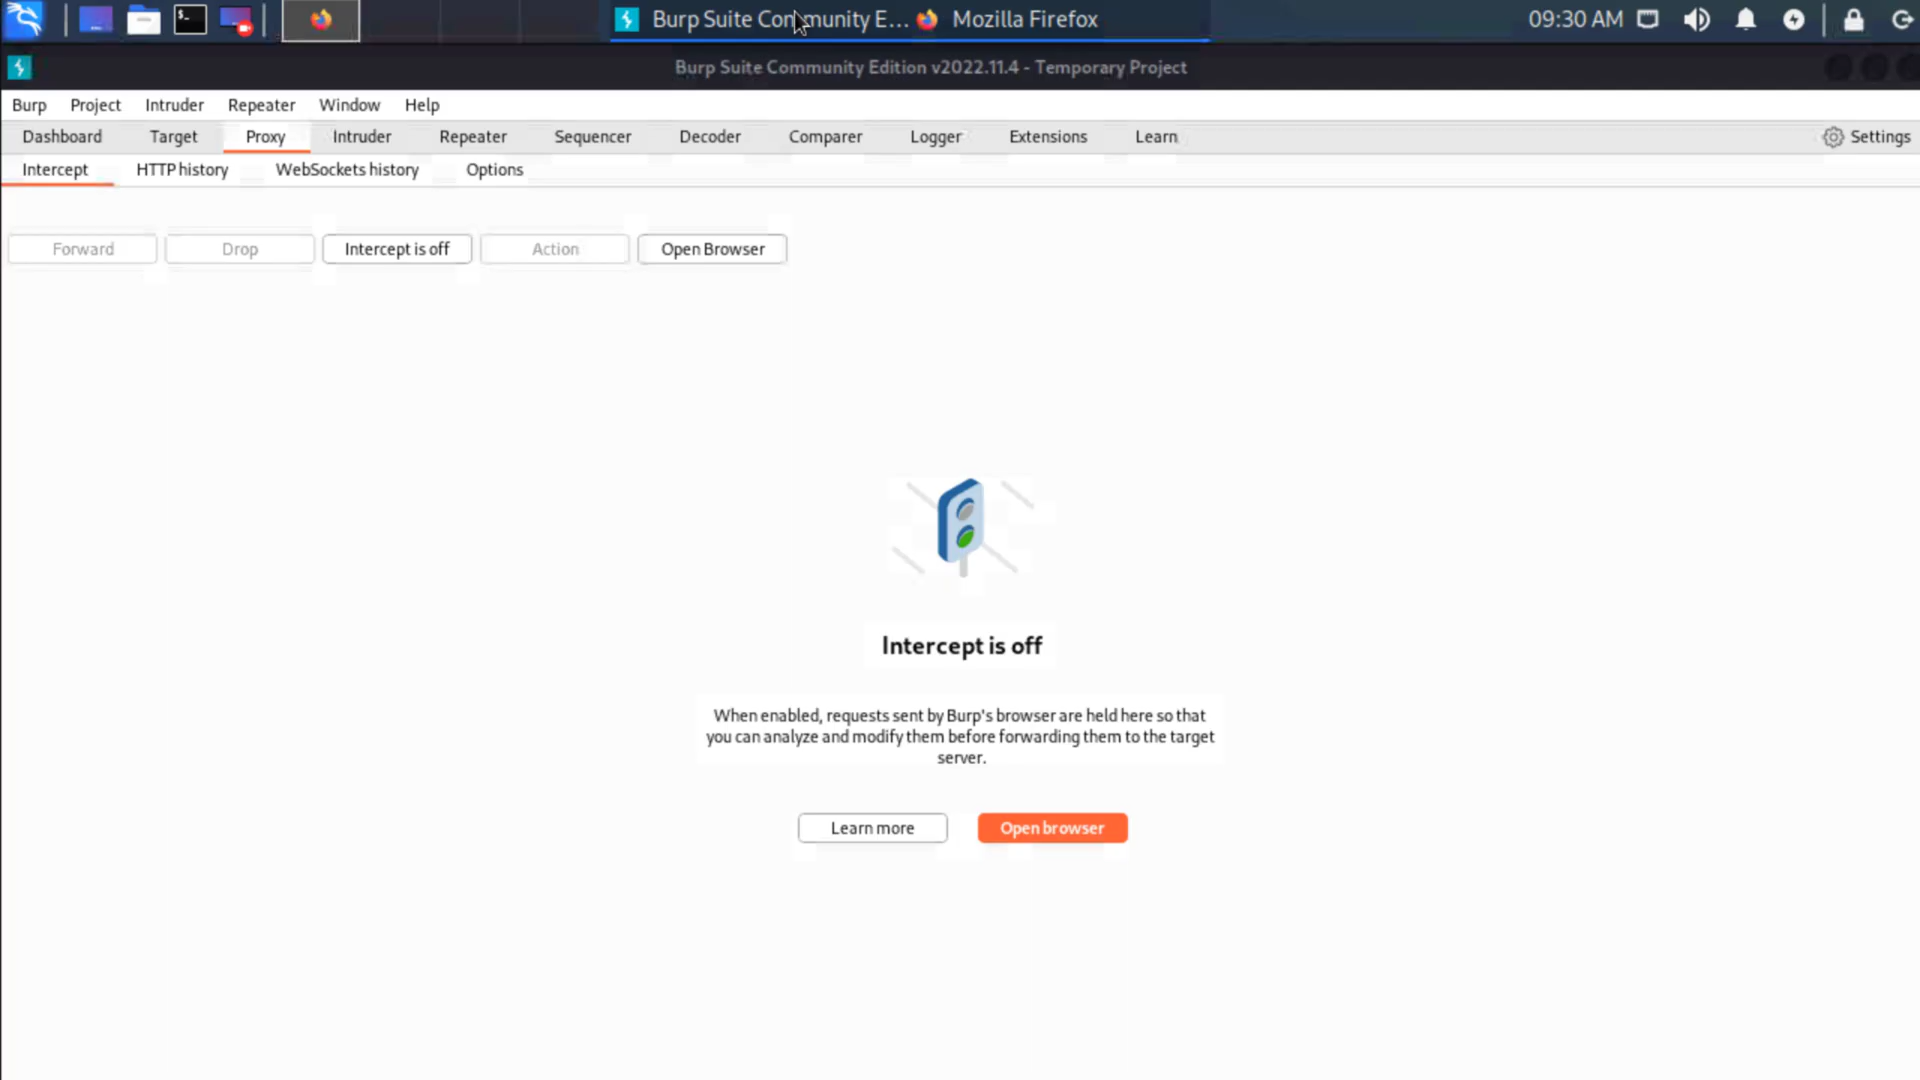 Burp Suite Community E... Mozilla Firefox 09:30 AM
Burp Suite Community Edition v2022.11.4 - Temporary Project
Burp Project Intruder Repeater Window Help
Dashboard Target Proxy Intruder Repeater Sequencer Decoder Comparer Logger Extensions Learn Settings
Intercept HTTP history WebSockets history Options
Forward Drop Intercept is off Action Open Browser
Intercept is off
When enabled, requests sent by Burp's browser are held here so that
you can analyze and modify them before forwarding them to the target
server.
Learn more Open browser